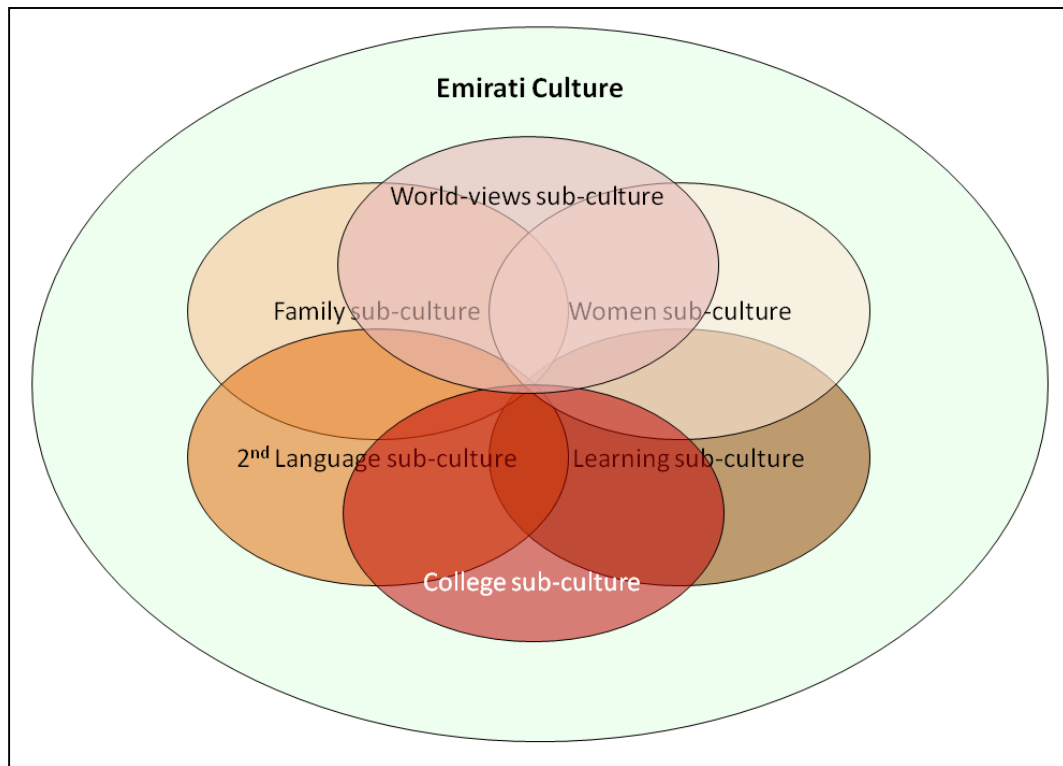 Emirati Culture
World-views sub-culture
Family sub-culture
Women sub-culture
2nd Language sub-culture
Learning sub-culture
College sub-culture